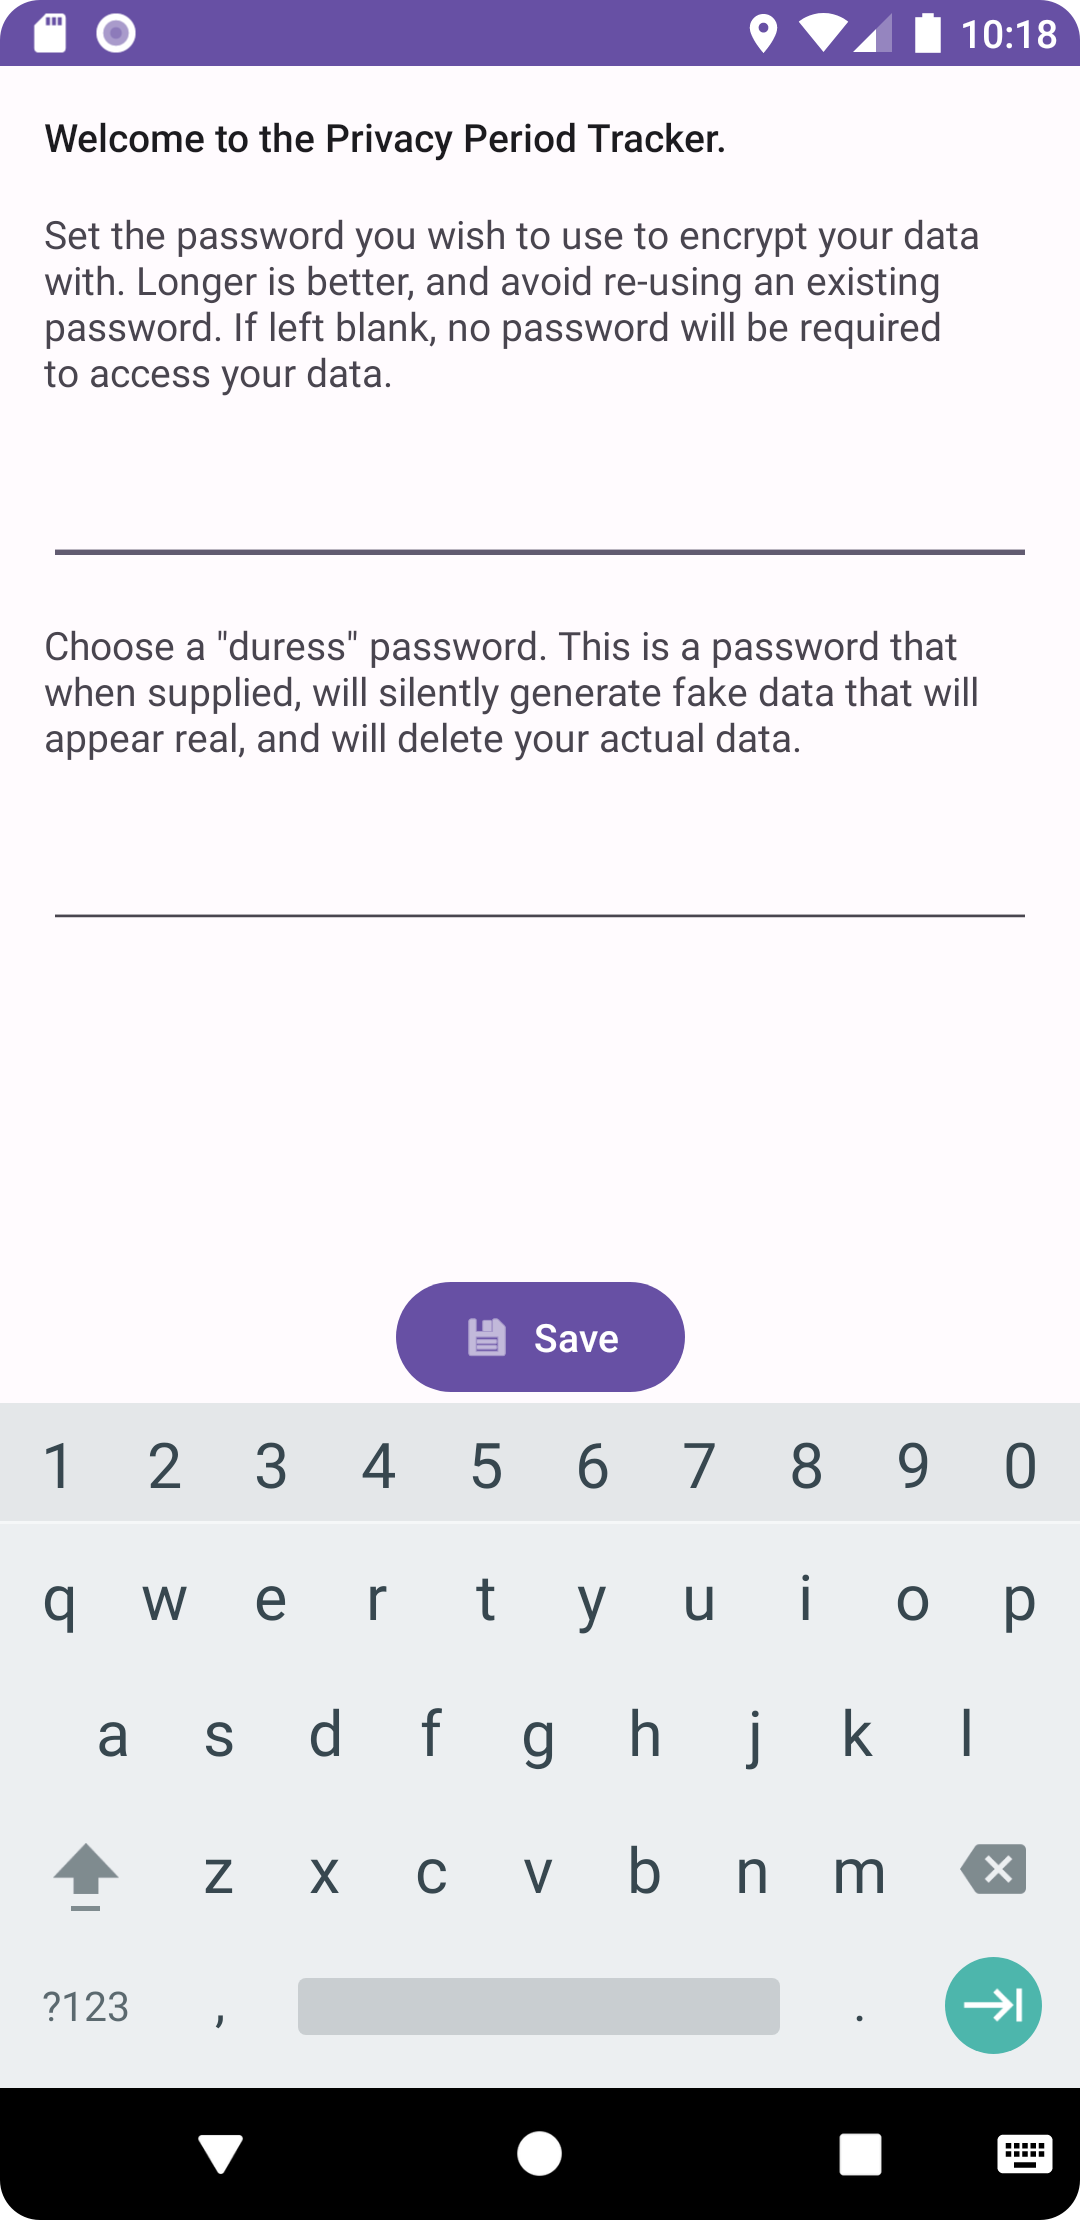 10:18
Welcome to the Privacy Period Tracker.
Set the password you wish to use to encrypt your data
with. Longer is better, and avoid re-using an existing
password. If left blank, no password will be required
to access your data.
Choose a "duress" password. This is a password that
when supplied, will silently generate fake data that will
appear real, and will delete your actual data.
Save
1 2 3 4 5 6 7 8 9 0
q w e r t y u i o p
a s d f g h j k l
z x c v b n m
?123 , .